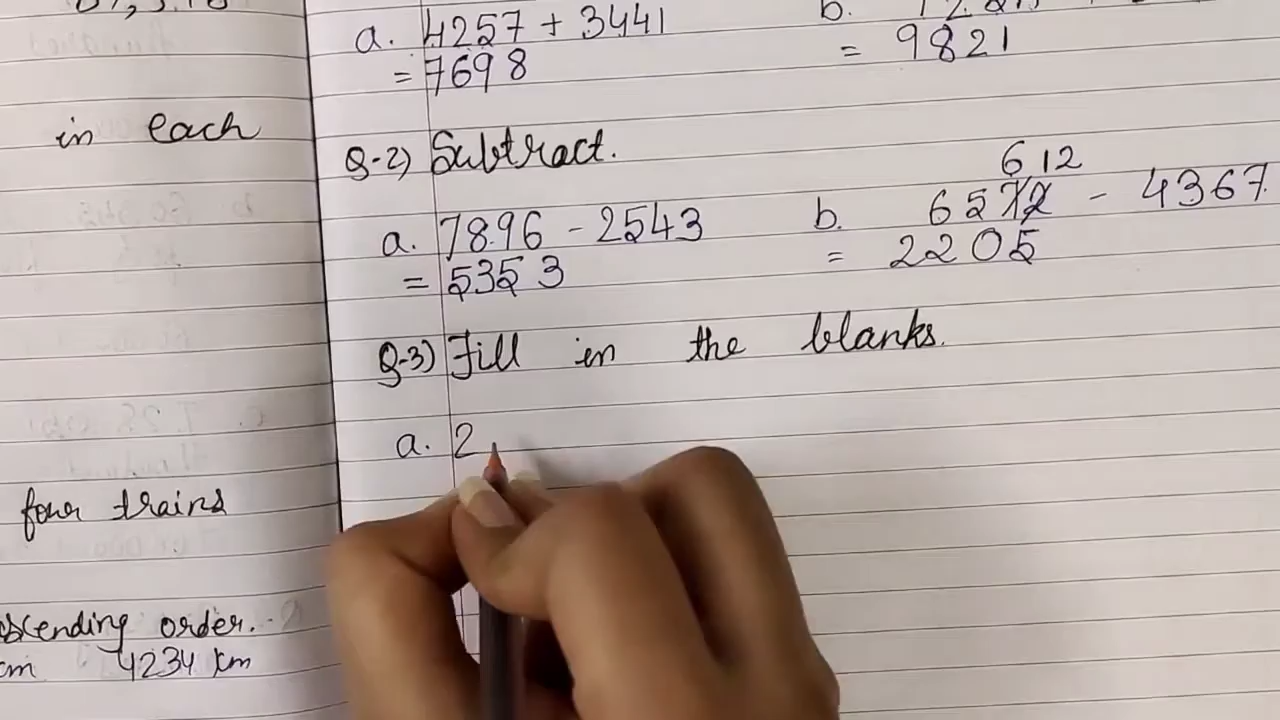 in each
four trains
order.
cm 4234 km
a. 4257 + 3441 b.
= 7698 = 9821
Q-2) Subtract.
6 12
a. 7896 - 2543 b. 6572 - 4367
= 5353 = 2205
Q-3) Fill in the blanks.
a. 2